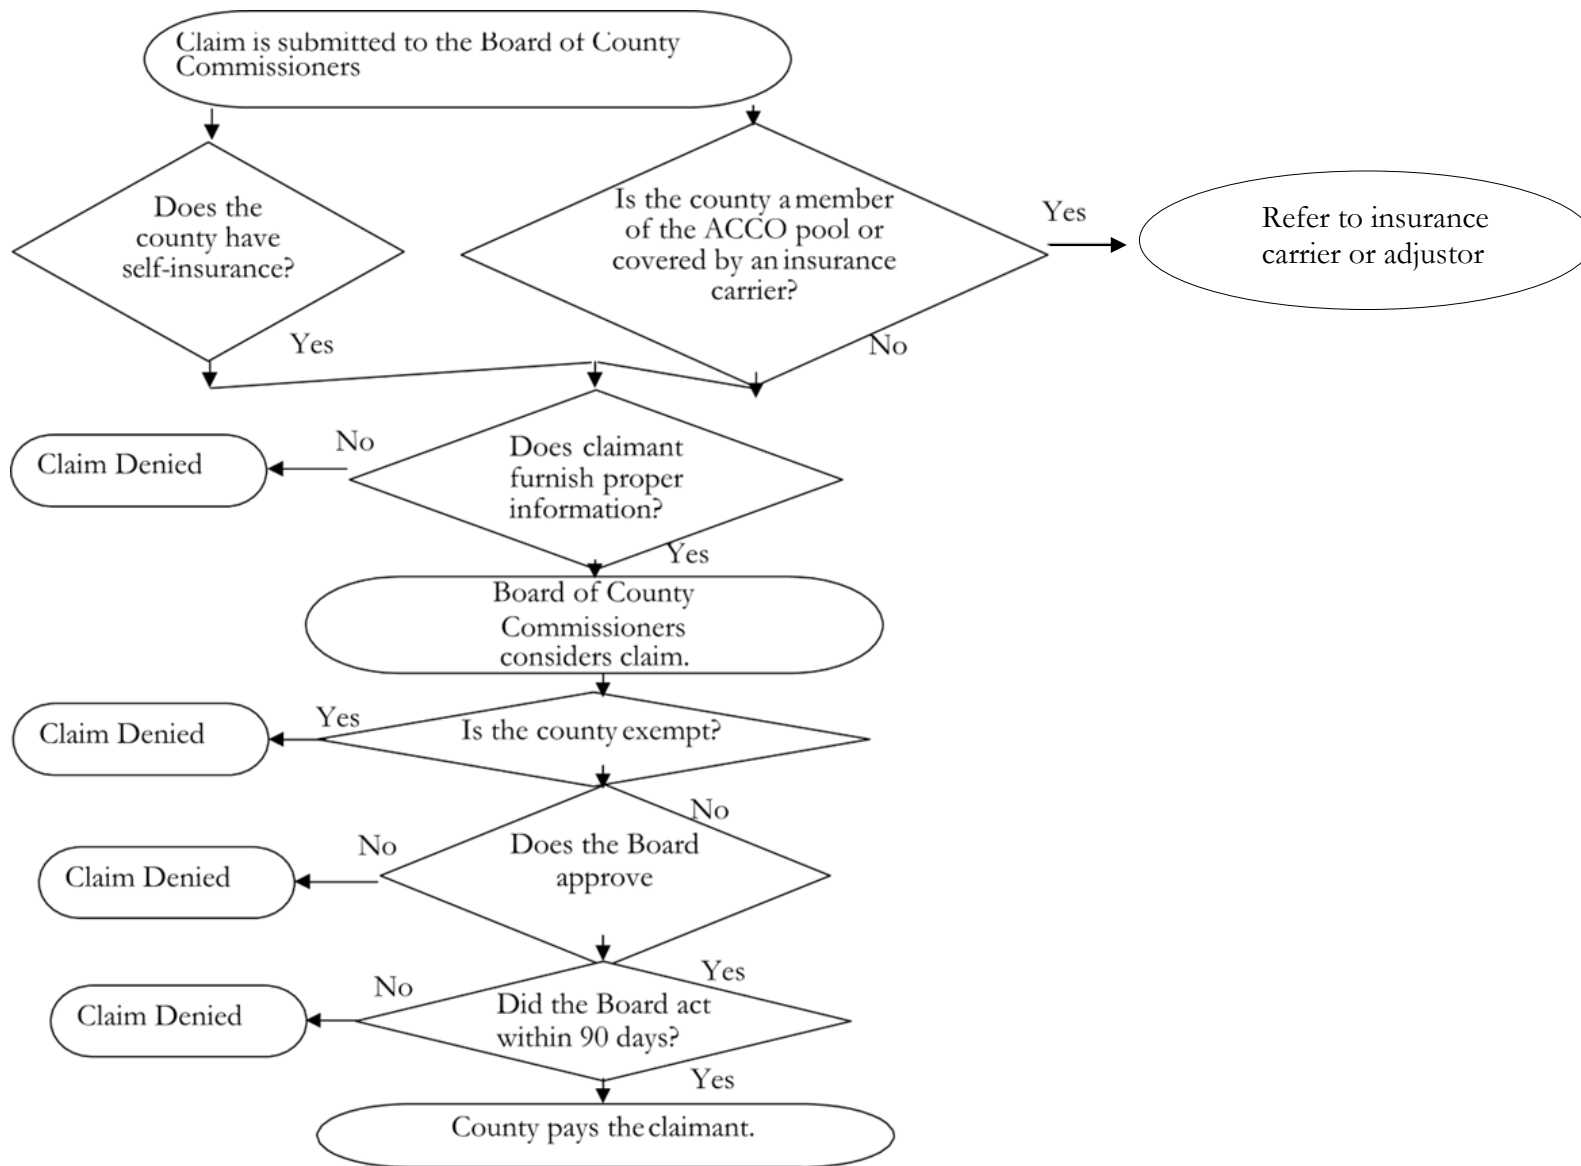 Claim is submitted to the Board of County
Commissioners
Does the
county have
self-insurance?
Is the county a member
of the ACCO pool or
covered by an insurance
carrier?
Yes
Refer to insurance
carrier or adjustor
Yes
No
Does claimant
furnish proper
information?
No
Claim Denied
Yes
Board of County
Commissioners
considers claim.
Is the county exempt?
Yes
Claim Denied
No
Does the Board
approve
No
Claim Denied
Yes
Did the Board act
within 90 days?
No
Claim Denied
Yes
County pays the claimant.